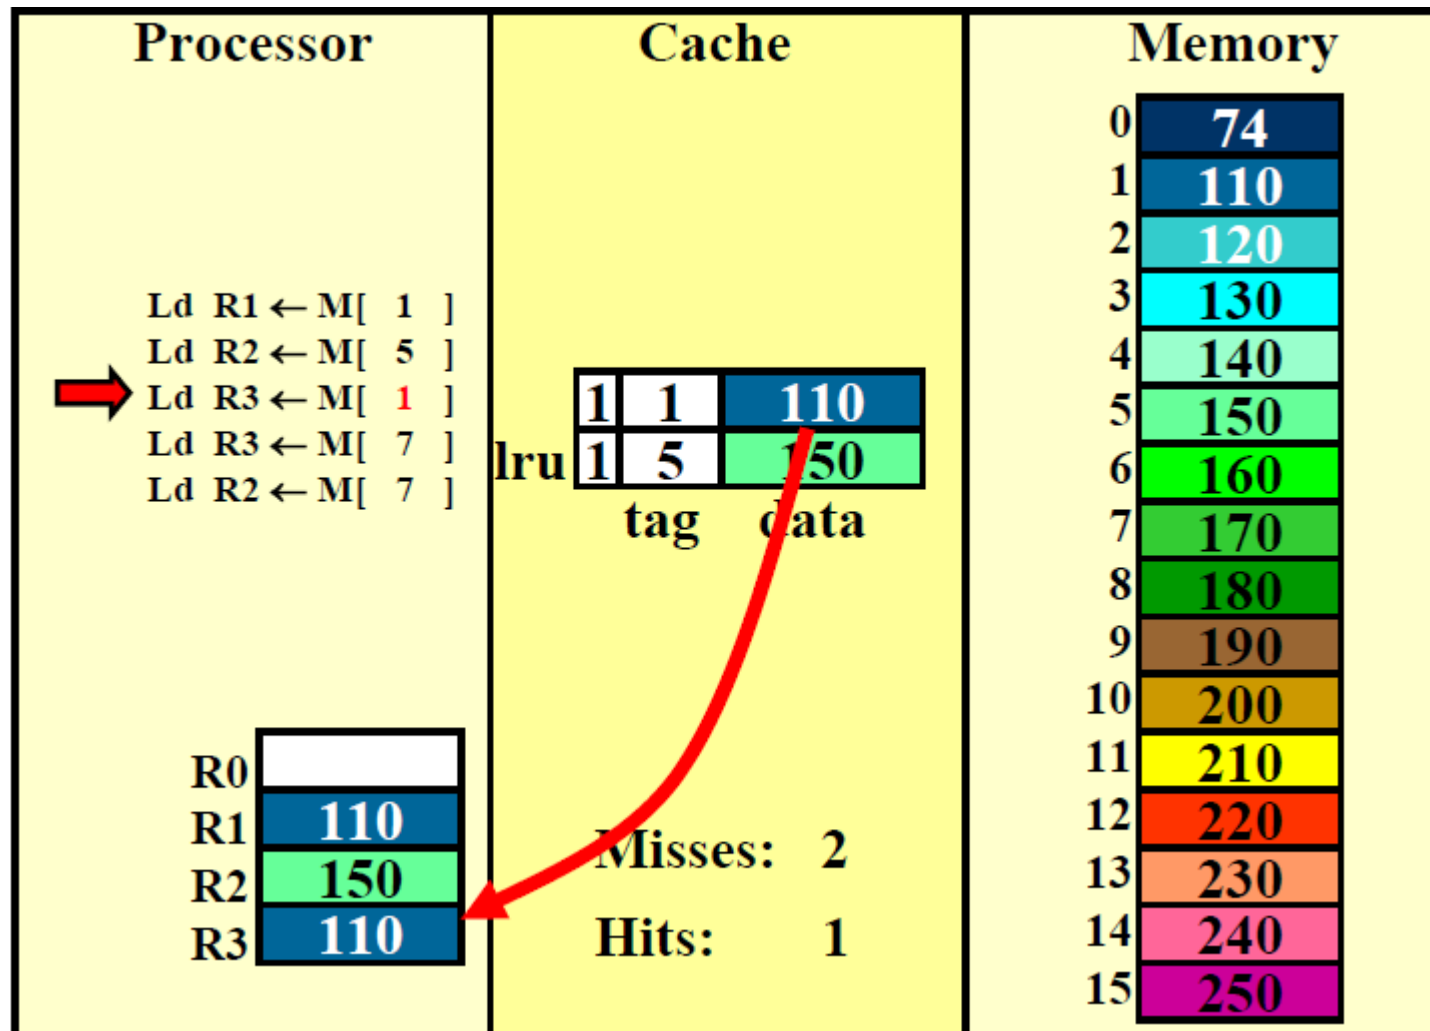 Processor
Ld R1 ← M[ 1 ]
Ld R2 ← M[ 5 ]
Ld R3 ← M[ 1 ]
Ld R3 ← M[ 7 ]
Ld R2 ← M[ 7 ]
R0
R1 110
R2 150
R3 110
Cache
1 1 110
lru 1 5 150
tag data
Misses: 2
Hits: 1
Memory
0 74
1 110
2 120
3 130
4 140
5 150
6 160
7 170
8 180
9 190
10 200
11 210
12 220
13 230
14 240
15 250